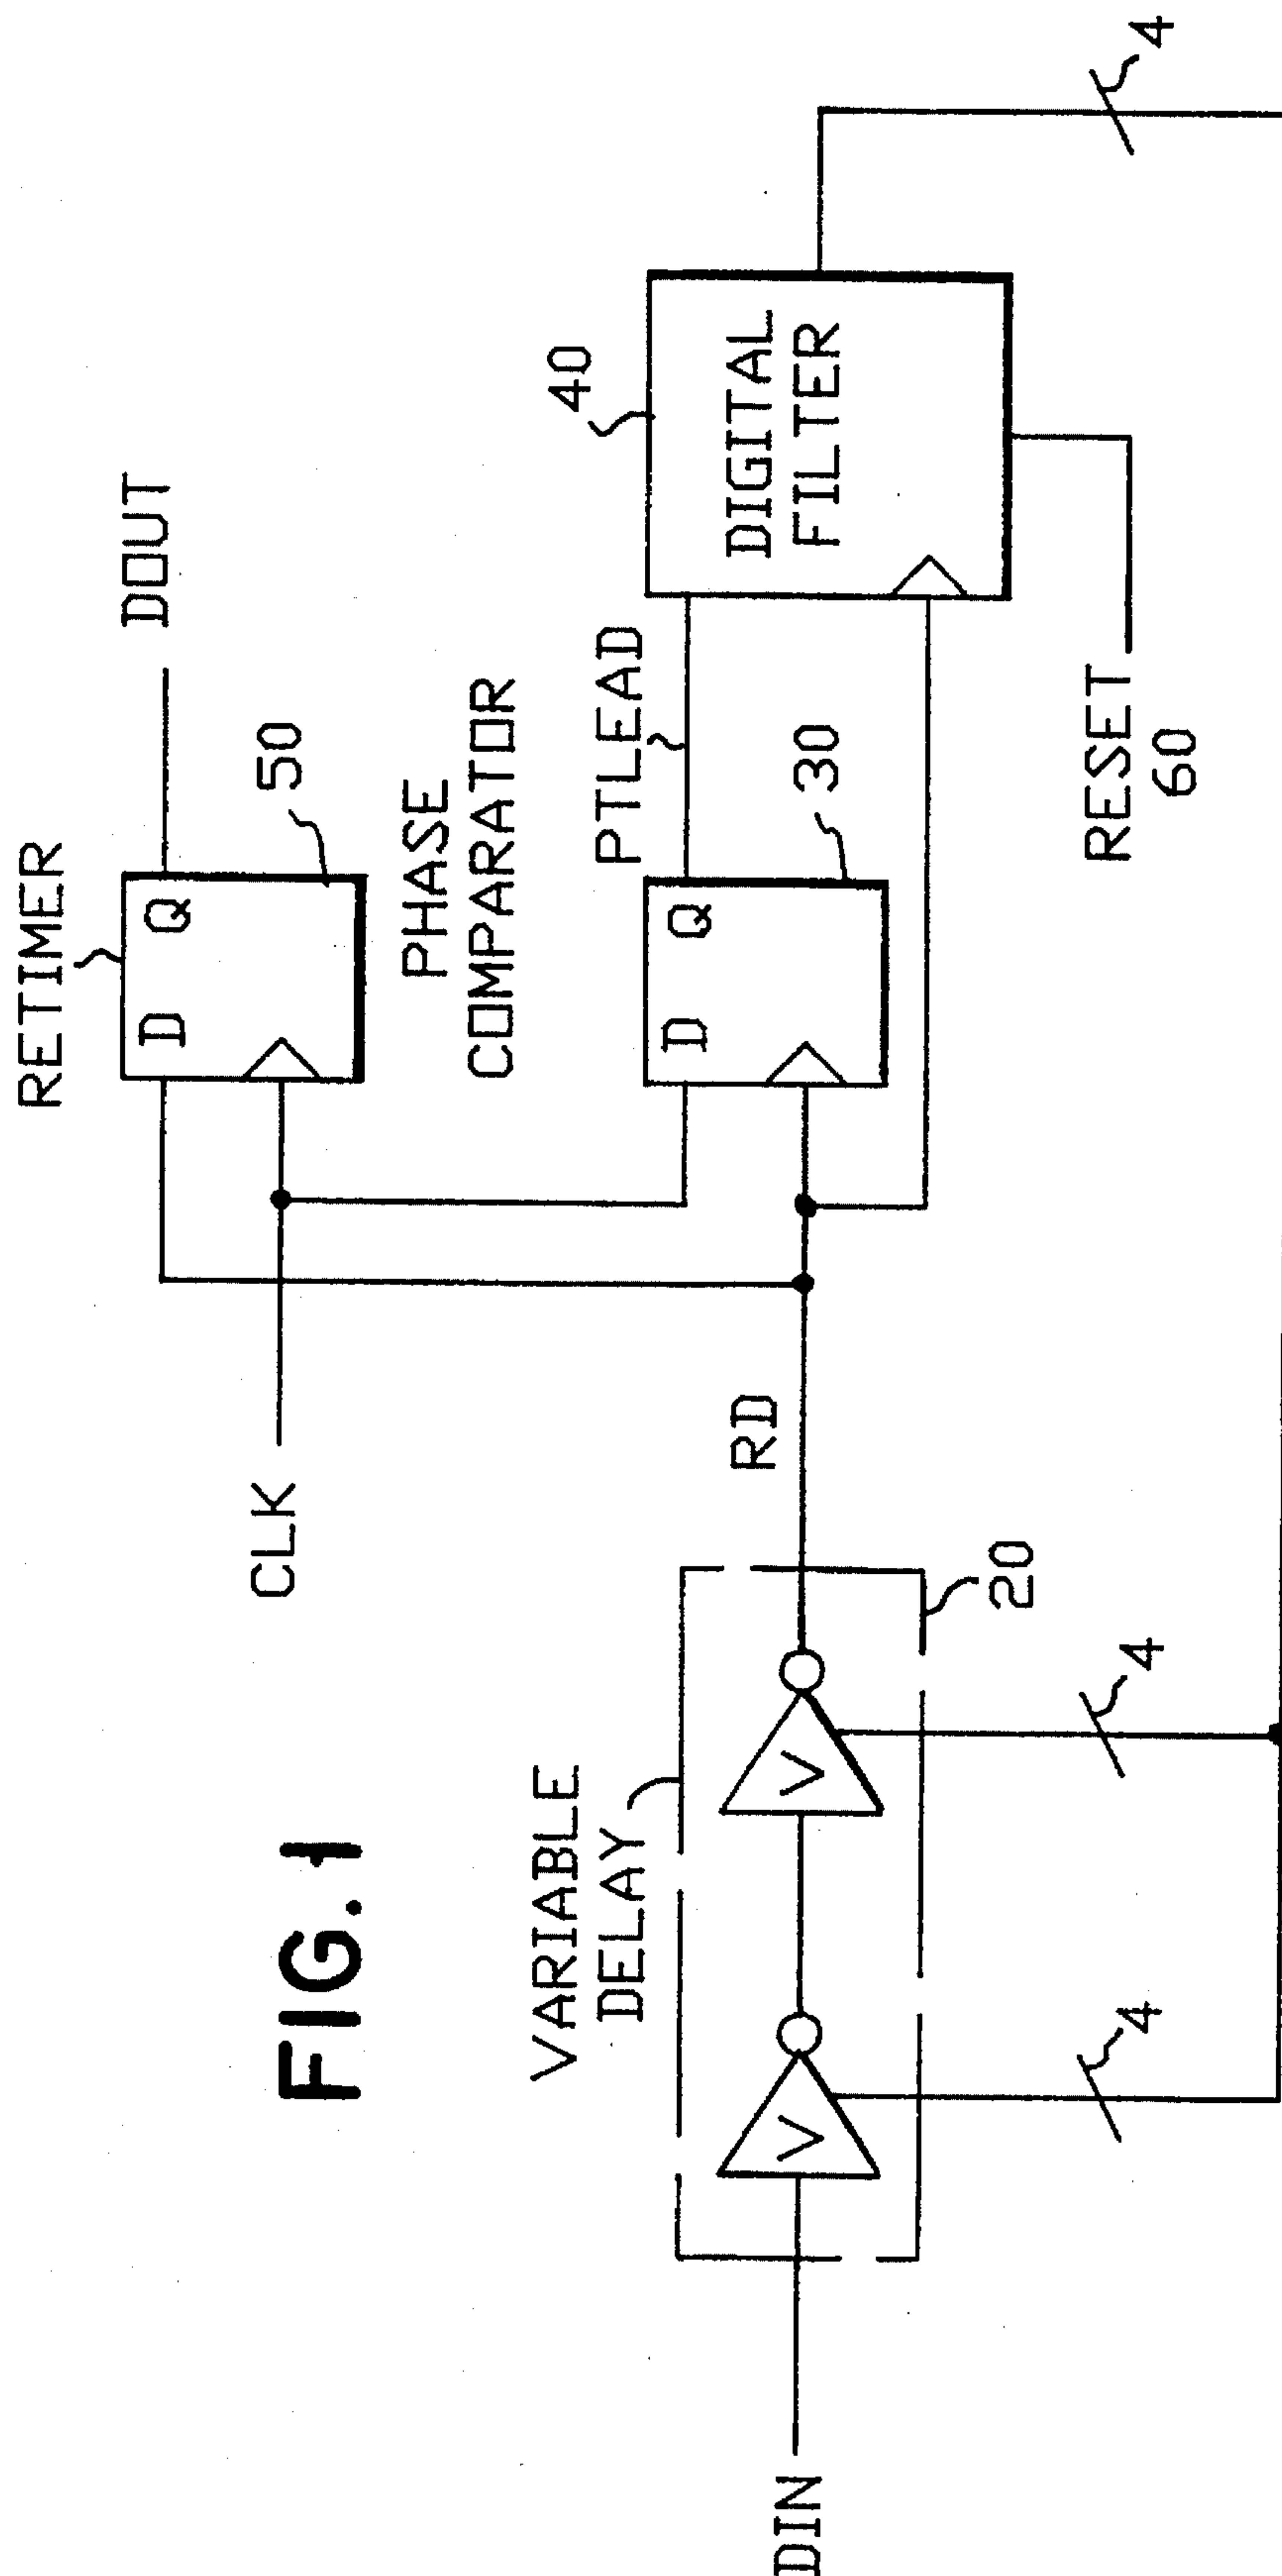 FIG. 1
RETIMER
DOUT
D Q
50
CLK
PHASE
COMPARATOR
PTLEAD
D Q
30
40
DIGITAL
FILTER
RESET
60
4
VARIABLE
DELAY
DIN
V
V
RD
20
4
4